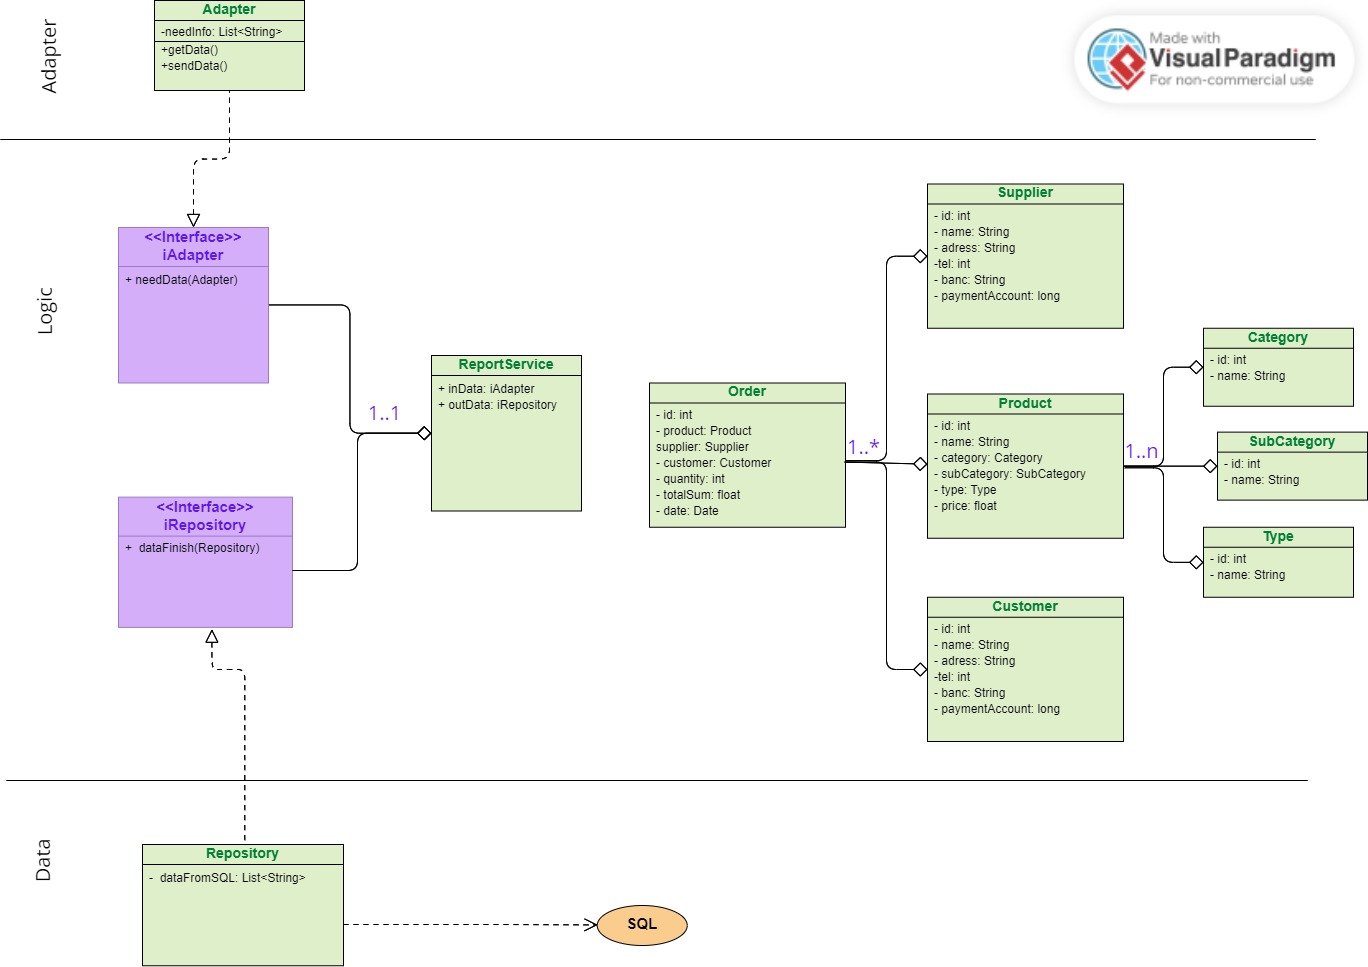 Adapter
Adapter
-needInfo: List<String>
+getData()
+sendData()
Made with
Visual Paradigm
For non-commercial use
Logic
<<Interface>>
iAdapter
+ needData(Adapter)
1..1
ReportService
+ inData: iAdapter
+ outData: iRepository
<<Interface>>
iRepository
+ dataFinish(Repository)
Order
- id: int
- product: Product
supplier: Supplier
- customer: Customer
- quantity: int
- totalSum: float
- date: Date
1..*
Supplier
- id: int
- name: String
- adress: String
-tel: int
- banc: String
- paymentAccount: long
Product
- id: int
- name: String
- category: Category
- subCategory: SubCategory
- type: Type
- price: float
1..n
Category
- id: int
- name: String
SubCategory
- id: int
- name: String
Type
- id: int
- name: String
Customer
- id: int
- name: String
- adress: String
-tel: int
- banc: String
- paymentAccount: long
Data
Repository
- dataFromSQL: List<String>
SQL